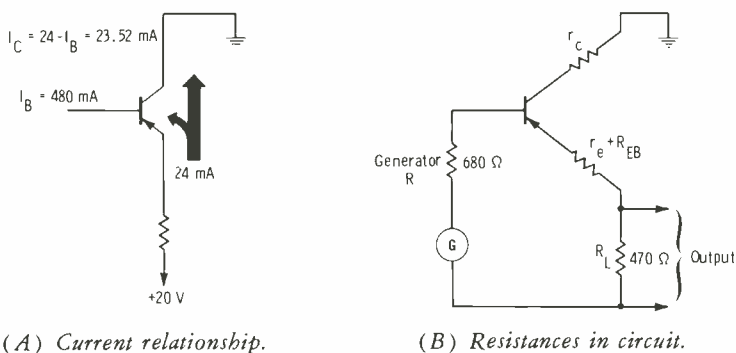 I_C = 24 - I_B = 23.52 mA
I_B = 480 mA
24 mA
+20 V
(A) Current relationship.
r_c
r_e + R_EB
Generator
R
680 Ω
G
R_L
470 Ω
Output
(B) Resistances in circuit.